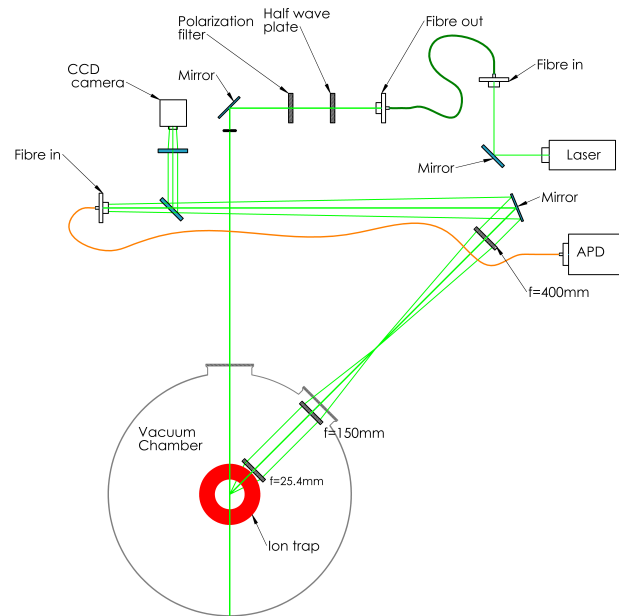 Half wave
plate
Polarization
filter
Fibre out
CCD
camera
Mirror
Fibre in
Fibre in
Mirror
Laser
Mirror
APD
f=400mm
Vacuum
Chamber
f=150mm
f=25.4mm
Ion trap